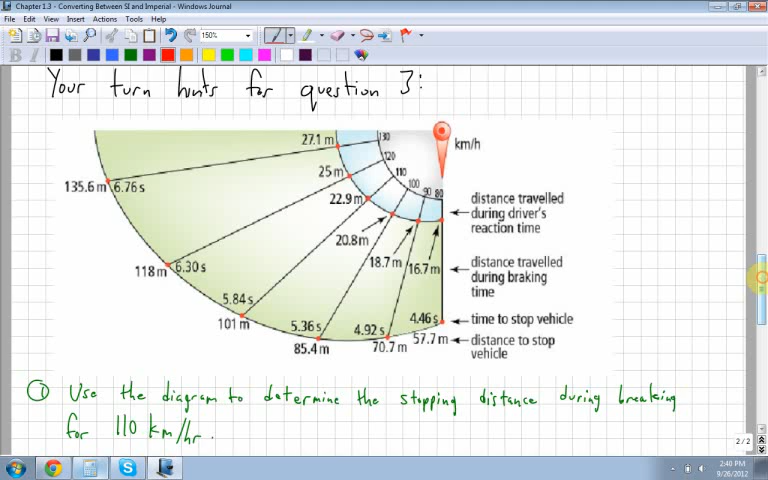 Chapter 1.3 - Converting Between SI and Imperial - Windows Journal
File Edit View Insert Actions Tools Help
150%
B I
Your turn hints for question 3:
130
27.1 m
km/h
120
25 m
110
100
90
80
135.6 m
6.76 s
22.9 m
distance travelled
during driver's
reaction time
20.8 m
18.7 m
16.7 m
distance travelled
during braking
time
118 m
6.30 s
5.84 s
101 m
5.36 s
4.92 s
4.46 s
time to stop vehicle
85.4 m
70.7 m
57.7 m
distance to stop
vehicle
① Use the diagram to determine the stopping distance during breaking
for 110 km/hr.
2 / 2
2:40 PM
9/26/2012